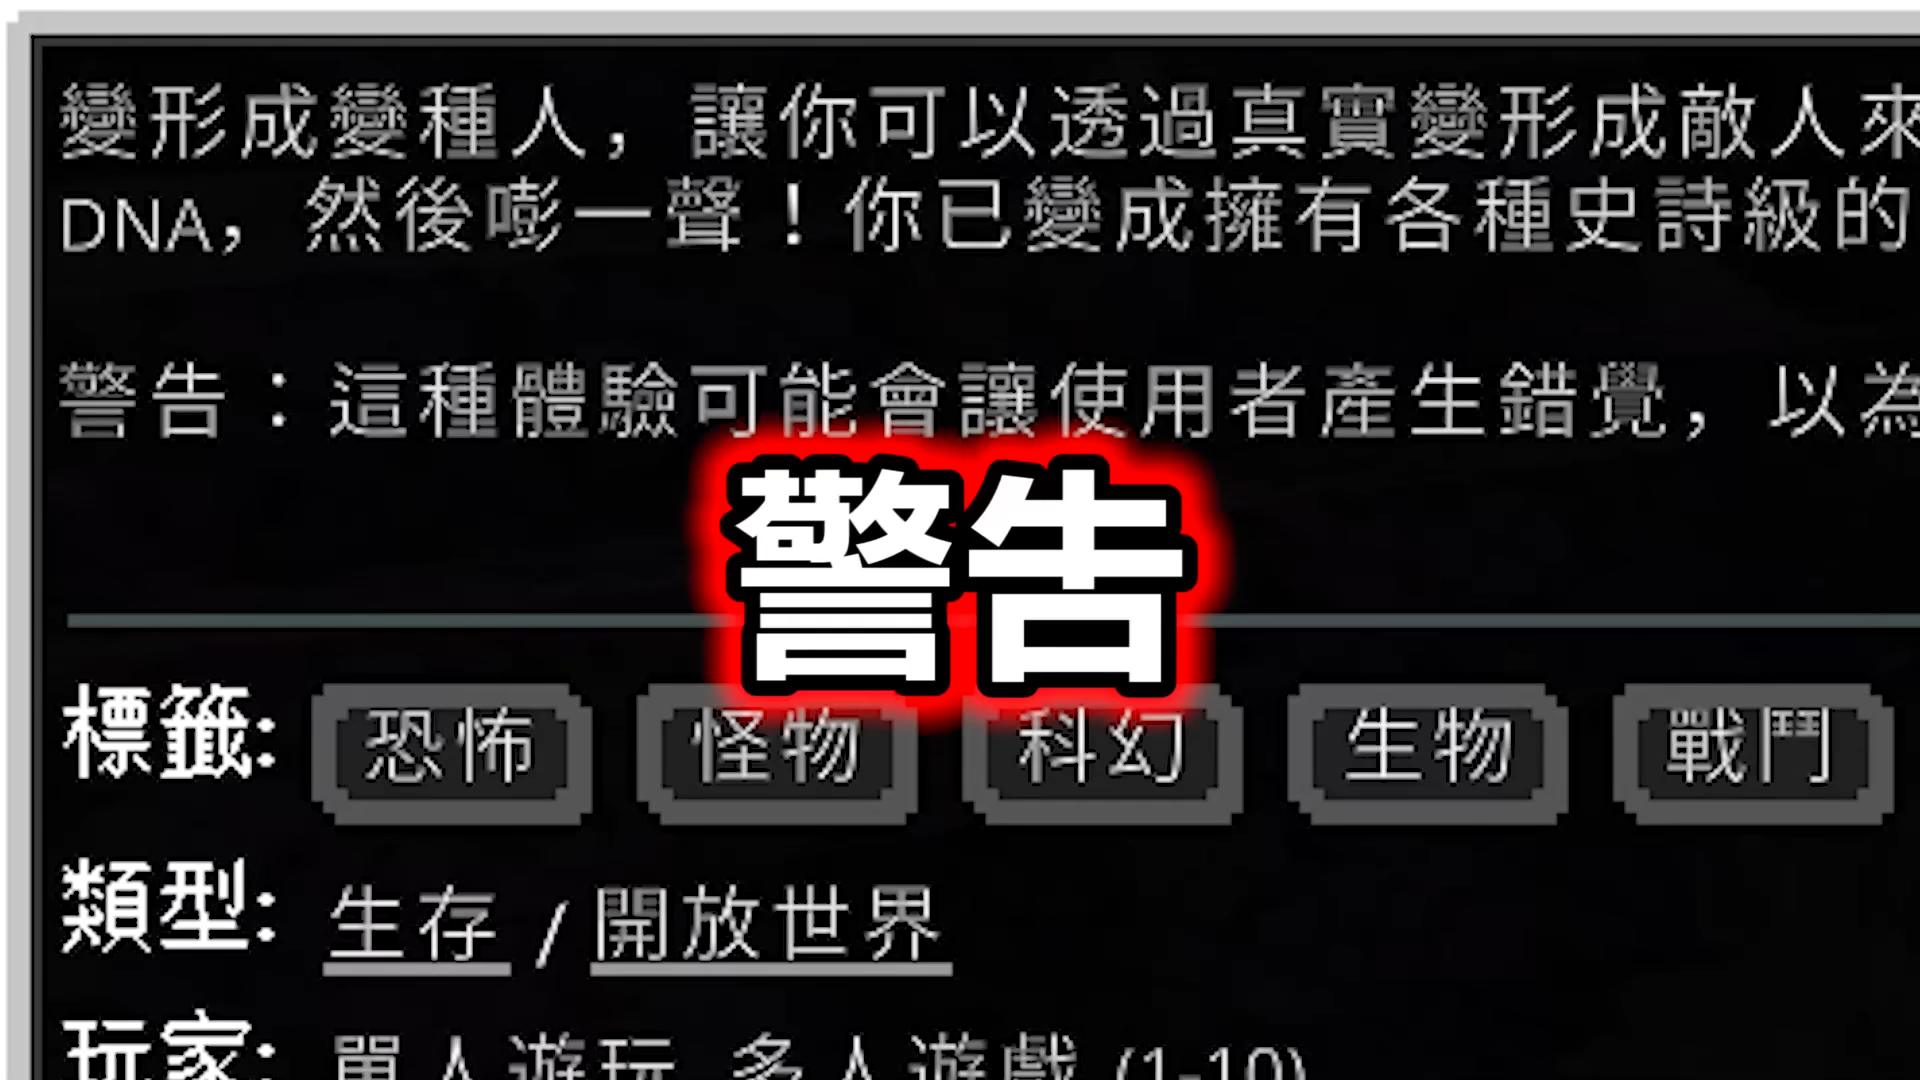 變形成變種人，讓你可以透過真實變形成敵人來
DNA，然後嘭一聲！你已變成擁有各種史詩級的
警告：這種體驗可能會讓使用者產生錯覺，以為
警告
標籤: 恐怖 怪物 科幻 生物 戰鬥
類型: 生存 / 開放世界
玩家: 單人遊玩 多人遊戲 (1-10)